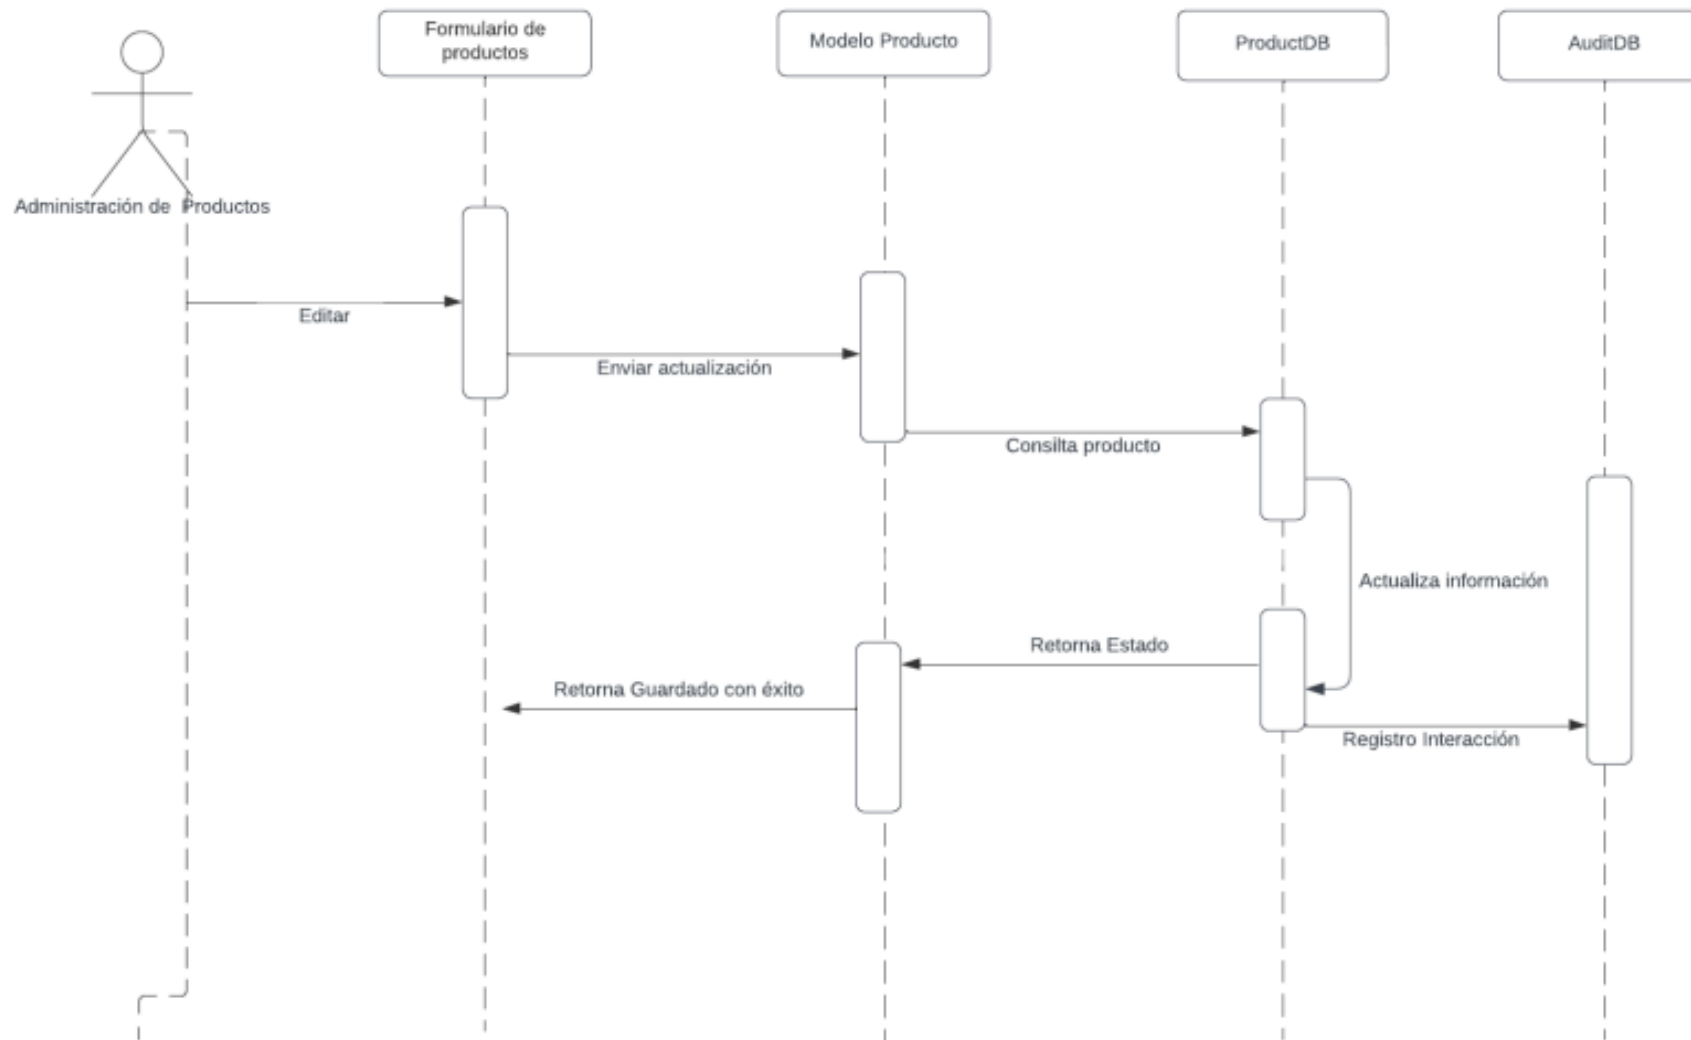 Formulario de
productos
Modelo Producto
ProductDB
AuditDB
Administración de Productos
Editar
Enviar actualización
Consilta producto
Actualiza información
Retorna Estado
Retorna Guardado con éxito
Registro Interacción